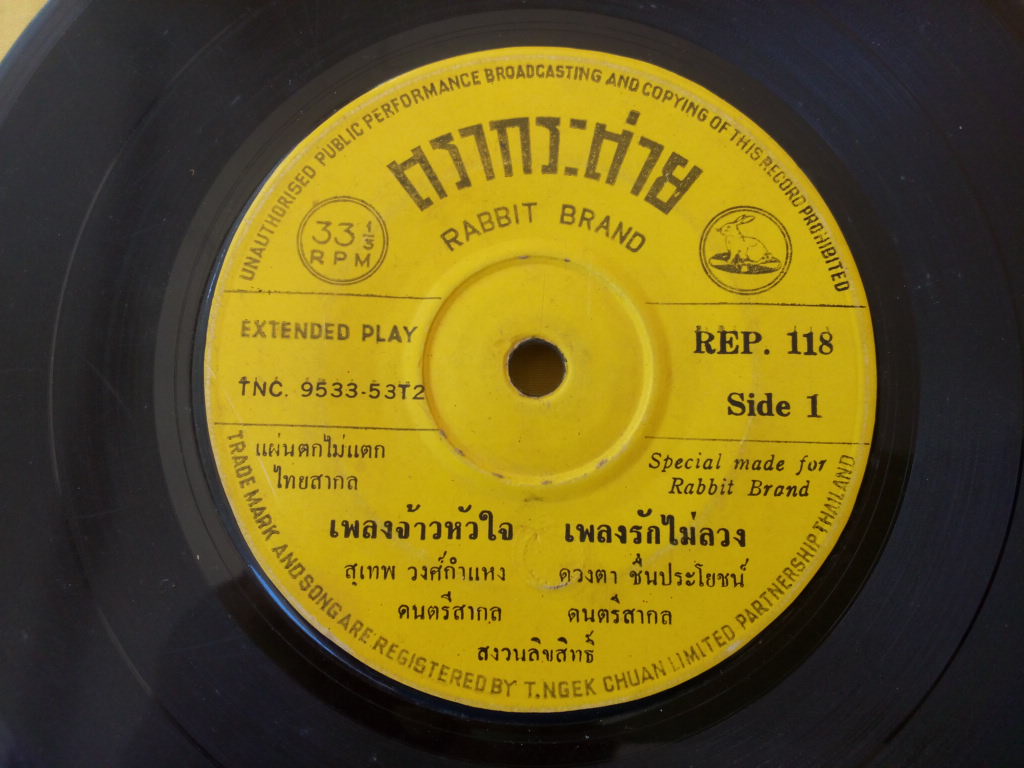 UNAUTHORISED PUBLIC PERFORMANCE BROADCASTING AND COPYING OF THIS RECORD PROHIBITED
ตรากระต่าย
RABBIT BRAND
33 1/3
RPM
EXTENDED PLAY
REP. 118
TNC. 9533-53T2
Side 1
แผ่นตกไม่แตก
ไทยสากล
Special made for
Rabbit Brand
เพลงจ้าวหัวใจ เพลงรักไม่ลวง
สุเทพ วงศ์กำแหง ดวงตา ชื่นประโยชน์
ดนตรีสากล ดนตรีสากล
สงวนลิขสิทธิ์
TRADE MARK AND SONG ARE REGISTERED BY T. NGEK CHUAN LIMITED PARTNERSHIP THAILAND